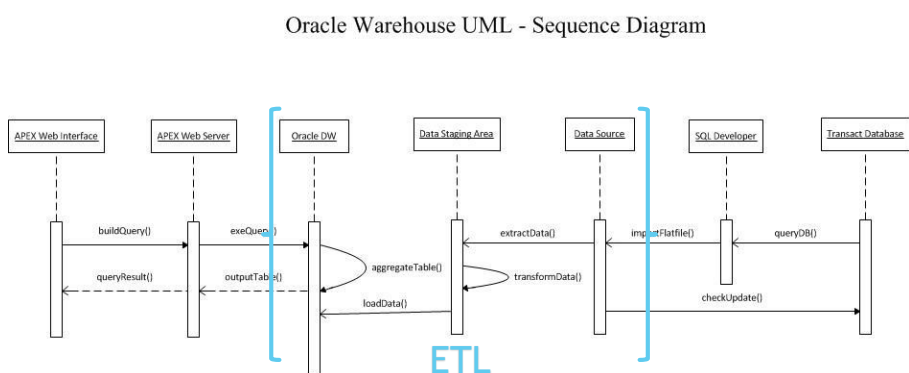 Oracle Warehouse UML - Sequence Diagram
APEX Web Interface
APEX Web Server
Oracle DW
Data Staging Area
Data Source
SQL Developer
Transact Database
buildQuery()
exeQuery()
extractData()
importFlatfile()
queryDB()
aggregateTable()
queryResult()
outputTable()
transformData()
loadData()
checkUpdate()
ETL